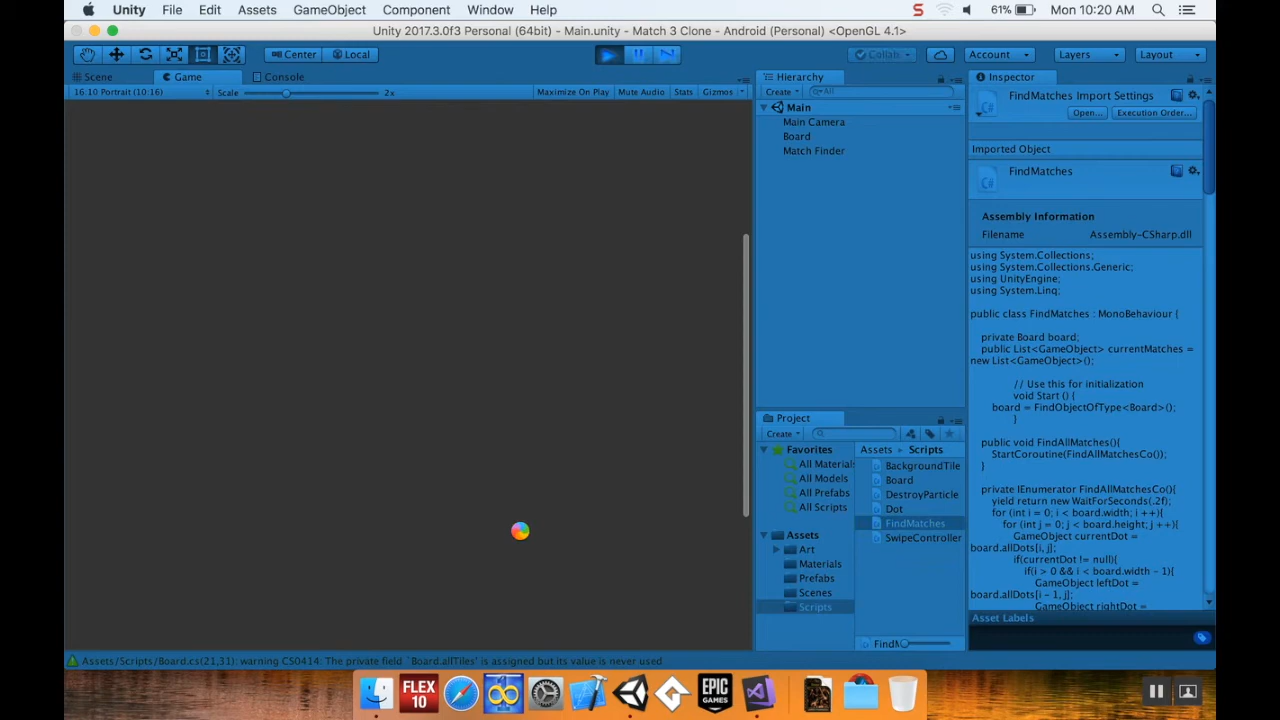 Unity File Edit Assets GameObject Component Window Help S 61% Mon 10:20 AM
Unity 2017.3.0f3 Personal (64bit) - Main.unity - Match 3 Clone - Android (Personal) <OpenGL 4.1>
Center Local Collab Account Layers Layout
Scene Game Console
16:10 Portrait (10:16) Scale 2x Maximize On Play Mute Audio Stats Gizmos
Hierarchy
Create All
Main
Main Camera
Board
Match Finder
Project
Create
Favorites
All Materials
All Models
All Prefabs
All Scripts
Assets
Art
Materials
Prefabs
Scenes
Scripts
Assets Scripts
BackgroundTile
Board
DestroyParticle
Dot
FindMatches
SwipeController
FindM
Inspector
FindMatches Import Settings
Open... Execution Order...
Imported Object
FindMatches
C#
Assembly Information
Filename Assembly-CSharp.dll
using System.Collections;
using System.Collections.Generic;
using UnityEngine;
using System.Linq;
public class FindMatches : MonoBehaviour {
private Board board;
public List<GameObject> currentMatches =
new List<GameObject>();
// Use this for initialization
void Start () {
board = FindObjectOfType<Board>();
}
public void FindAllMatches(){
StartCoroutine(FindAllMatchesCo());
}
private IEnumerator FindAllMatchesCo(){
yield return new WaitForSeconds(.2f);
for (int i = 0; i < board.width; i ++){
for (int j = 0; j < board.height; j ++){
GameObject currentDot =
board.allDots[i, j];
if(currentDot != null){
if(i > 0 && i < board.width - 1){
GameObject leftDot =
board.allDots[i - 1, j];
GameObject rightDot =
Asset Labels
Assets/Scripts/Board.cs(21,31): warning CS0414: The private field `Board.allTiles' is assigned but its value is never used
FLEX
10
EPIC
GAMES